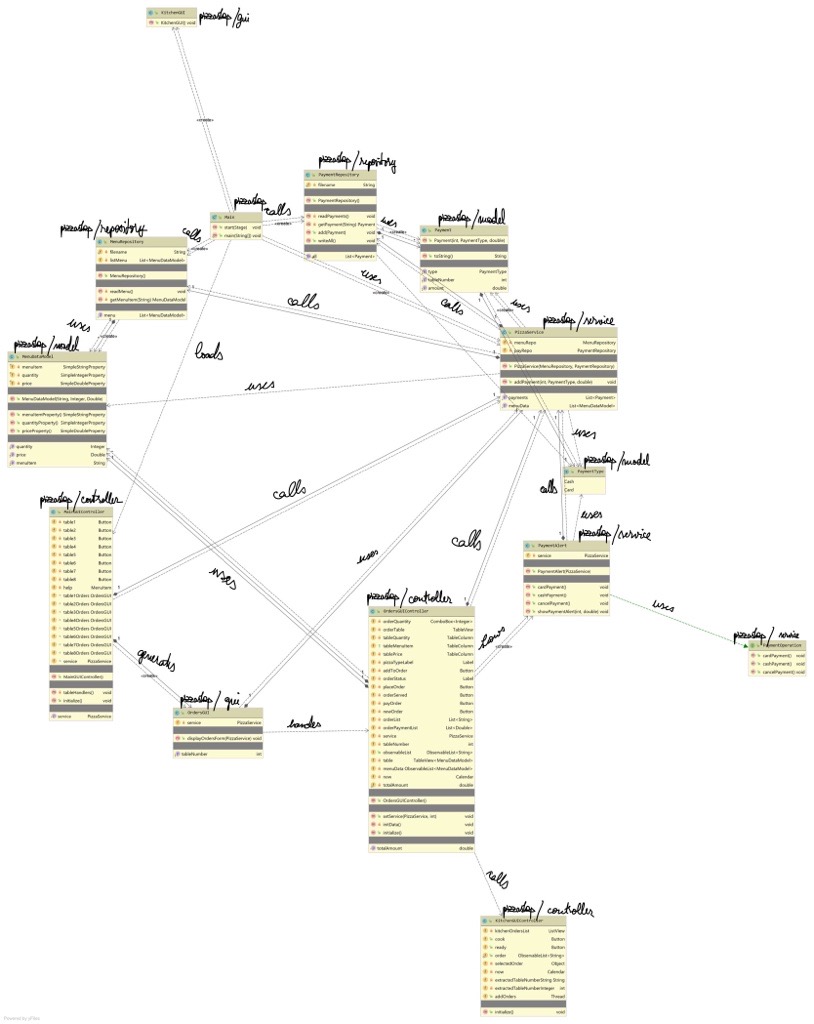 KitchenGUI
KitchenGUI() void
pizzashop/gui
«create»
pizzashop/repository
PaymentRepository
filename String
PaymentRepository()
readPayments() void
getPayment(String) Payment
add(Payment) void
writeAll() void
List<Payment>
pizzashop
calls
Main
start(Stage) void
main(String[]) void
uses
pizzashop/model
Payment
Payment(int, PaymentType, double)
toString() String
type PaymentType
tableNumber int
amount double
pizzashop/repository
calls
MenuRepository
filename String
listMenu List<MenuDataModel>
MenuRepository()
readMenu() void
getMenuItem(String) MenuDataModel
menu List<MenuDataModel>
uses
calls
uses
calls
pizzashop/service
PizzaService
menuRepo MenuRepository
payRepo PaymentRepository
PizzaService(MenuRepository, PaymentRepository)
addPayment(int, PaymentType, double) void
payments List<Payment>
menuData List<MenuDataModel>
uses
pizzashop/model
MenuDataModel
menuItem SimpleStringProperty
quantity SimpleIntegerProperty
price SimpleDoubleProperty
MenuDataModel(String, Integer, Double)
menuItemProperty() SimpleStringProperty
quantityProperty() SimpleIntegerProperty
priceProperty() SimpleDoubleProperty
quantity Integer
price Double
menuItem String
loads
uses
uses
pizzashop/model
PaymentType
Cash
Card
calls
uses
pizzashop/service
PaymentAlert
service PizzaService
PaymentAlert(PizzaService
cardPayment() void
cashPayment() void
cancelPayment() void
showPaymentAlert(int, double) void
uses
pizzashop/service
PaymentOperation
cardPayment() void
cashPayment() void
cancelPayment() void
pizzashop/controller
MainGUIController
table1 Button
table2 Button
table3 Button
table4 Button
table5 Button
table6 Button
table7 Button
table8 Button
help MenuItem
table1Orders OrdersGUI
table2Orders OrdersGUI
table3Orders OrdersGUI
table4Orders OrdersGUI
table5Orders OrdersGUI
table6Orders OrdersGUI
table7Orders OrdersGUI
table8Orders OrdersGUI
service PizzaService
MainGUIController()
tableHandlers() void
initialize() void
service PizzaService
calls
uses
uses
calls
generates
«create»
pizzashop/gui
OrdersGUI
service PizzaService
displayOrdersForm(PizzaService) void
tableNumber int
handles
pizzashop/controller
OrdersGUIController
orderQuantity ComboBox<Integer>
orderTable TableView
tableQuantity TableColumn
tableMenuItem TableColumn
tablePrice TableColumn
pizzaTypeLabel Label
addToOrder Button
orderStatus Label
placeOrder Button
orderServed Button
payOrder Button
newOrder Button
orderList List<String>
orderPaymentList List<Double>
service PizzaService
tableNumber int
observableList ObservableList<String>
table TableView<MenuDataModel>
menuData ObservableList<MenuDataModel>
now Calendar
totalAmount double
OrdersGUIController()
setService(PizzaService, int) void
initData() void
initialize() void
totalAmount double
shows
calls
pizzashop/controller
KitchenGUIController
kitchenOrdersList ListView
cook Button
ready Button
order ObservableList<String>
selectedOrder Object
now Calendar
extractedTableNumberString String
extractedTableNumberInteger int
addOrders Thread
initialize() void
Powered by yFiles